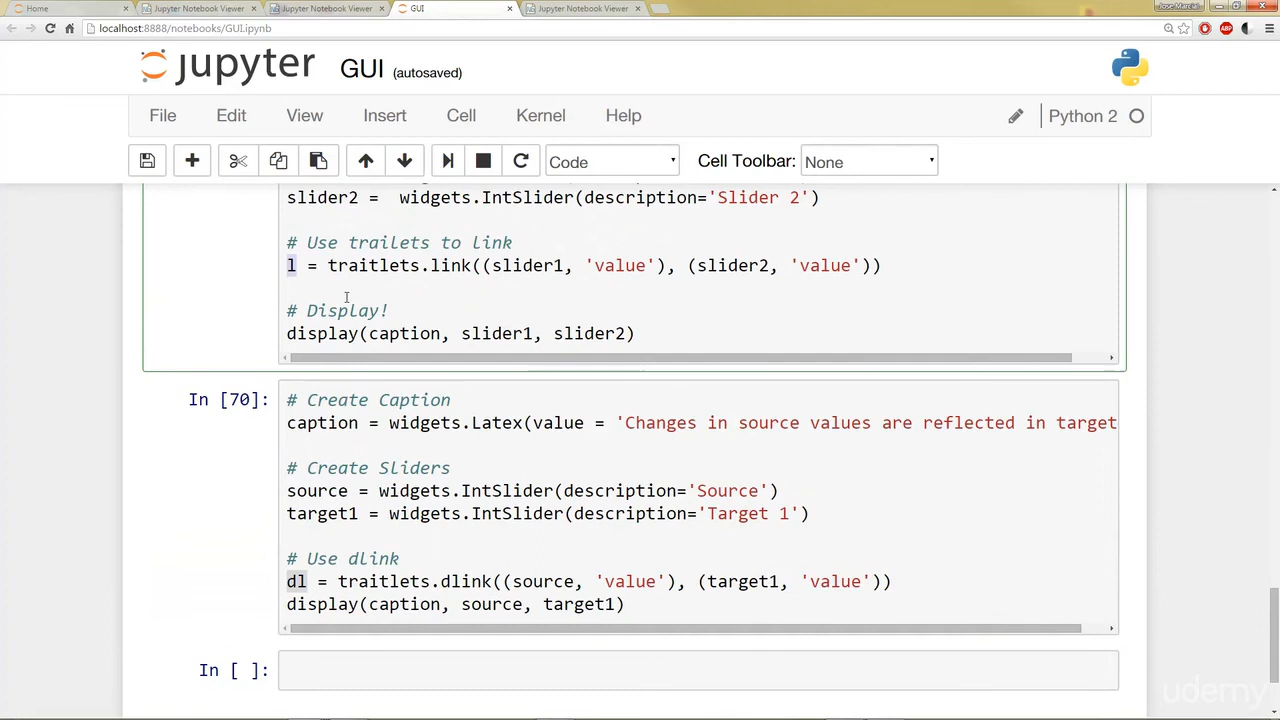 Home
Jupyter Notebook Viewer
Jupyter Notebook Viewer
GUI
Jupyter Notebook Viewer
Jose Marcial
localhost:8888/notebooks/GUI.ipynb
jupyter GUI (autosaved)
File Edit View Insert Cell Kernel Help Python 2
Code Cell Toolbar: None
slider2 = widgets.IntSlider(description='Slider 2')
# Use trailets to link
l = traitlets.link((slider1, 'value'), (slider2, 'value'))
# Display!
display(caption, slider1, slider2)
In [70]: # Create Caption
caption = widgets.Latex(value = 'Changes in source values are reflected in target
# Create Sliders
source = widgets.IntSlider(description='Source')
target1 = widgets.IntSlider(description='Target 1')
# Use dlink
dl = traitlets.dlink((source, 'value'), (target1, 'value'))
display(caption, source, target1)
In [ ]:
udemy